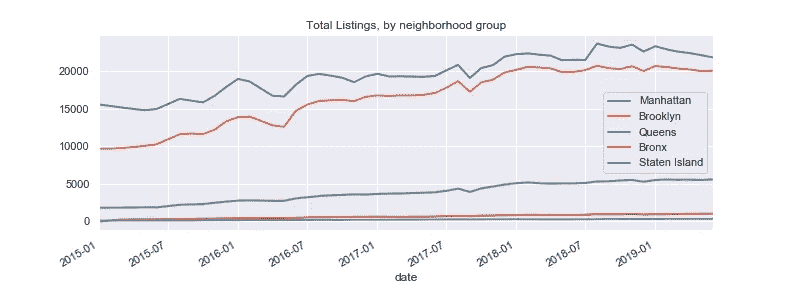 Total Listings, by neighborhood group
20000
15000
10000
5000
0
Manhattan
Brooklyn
Queens
Bronx
Staten Island
2015-01
2015-07
2016-01
2016-07
2017-01
2017-07
2018-01
2018-07
2019-01
date